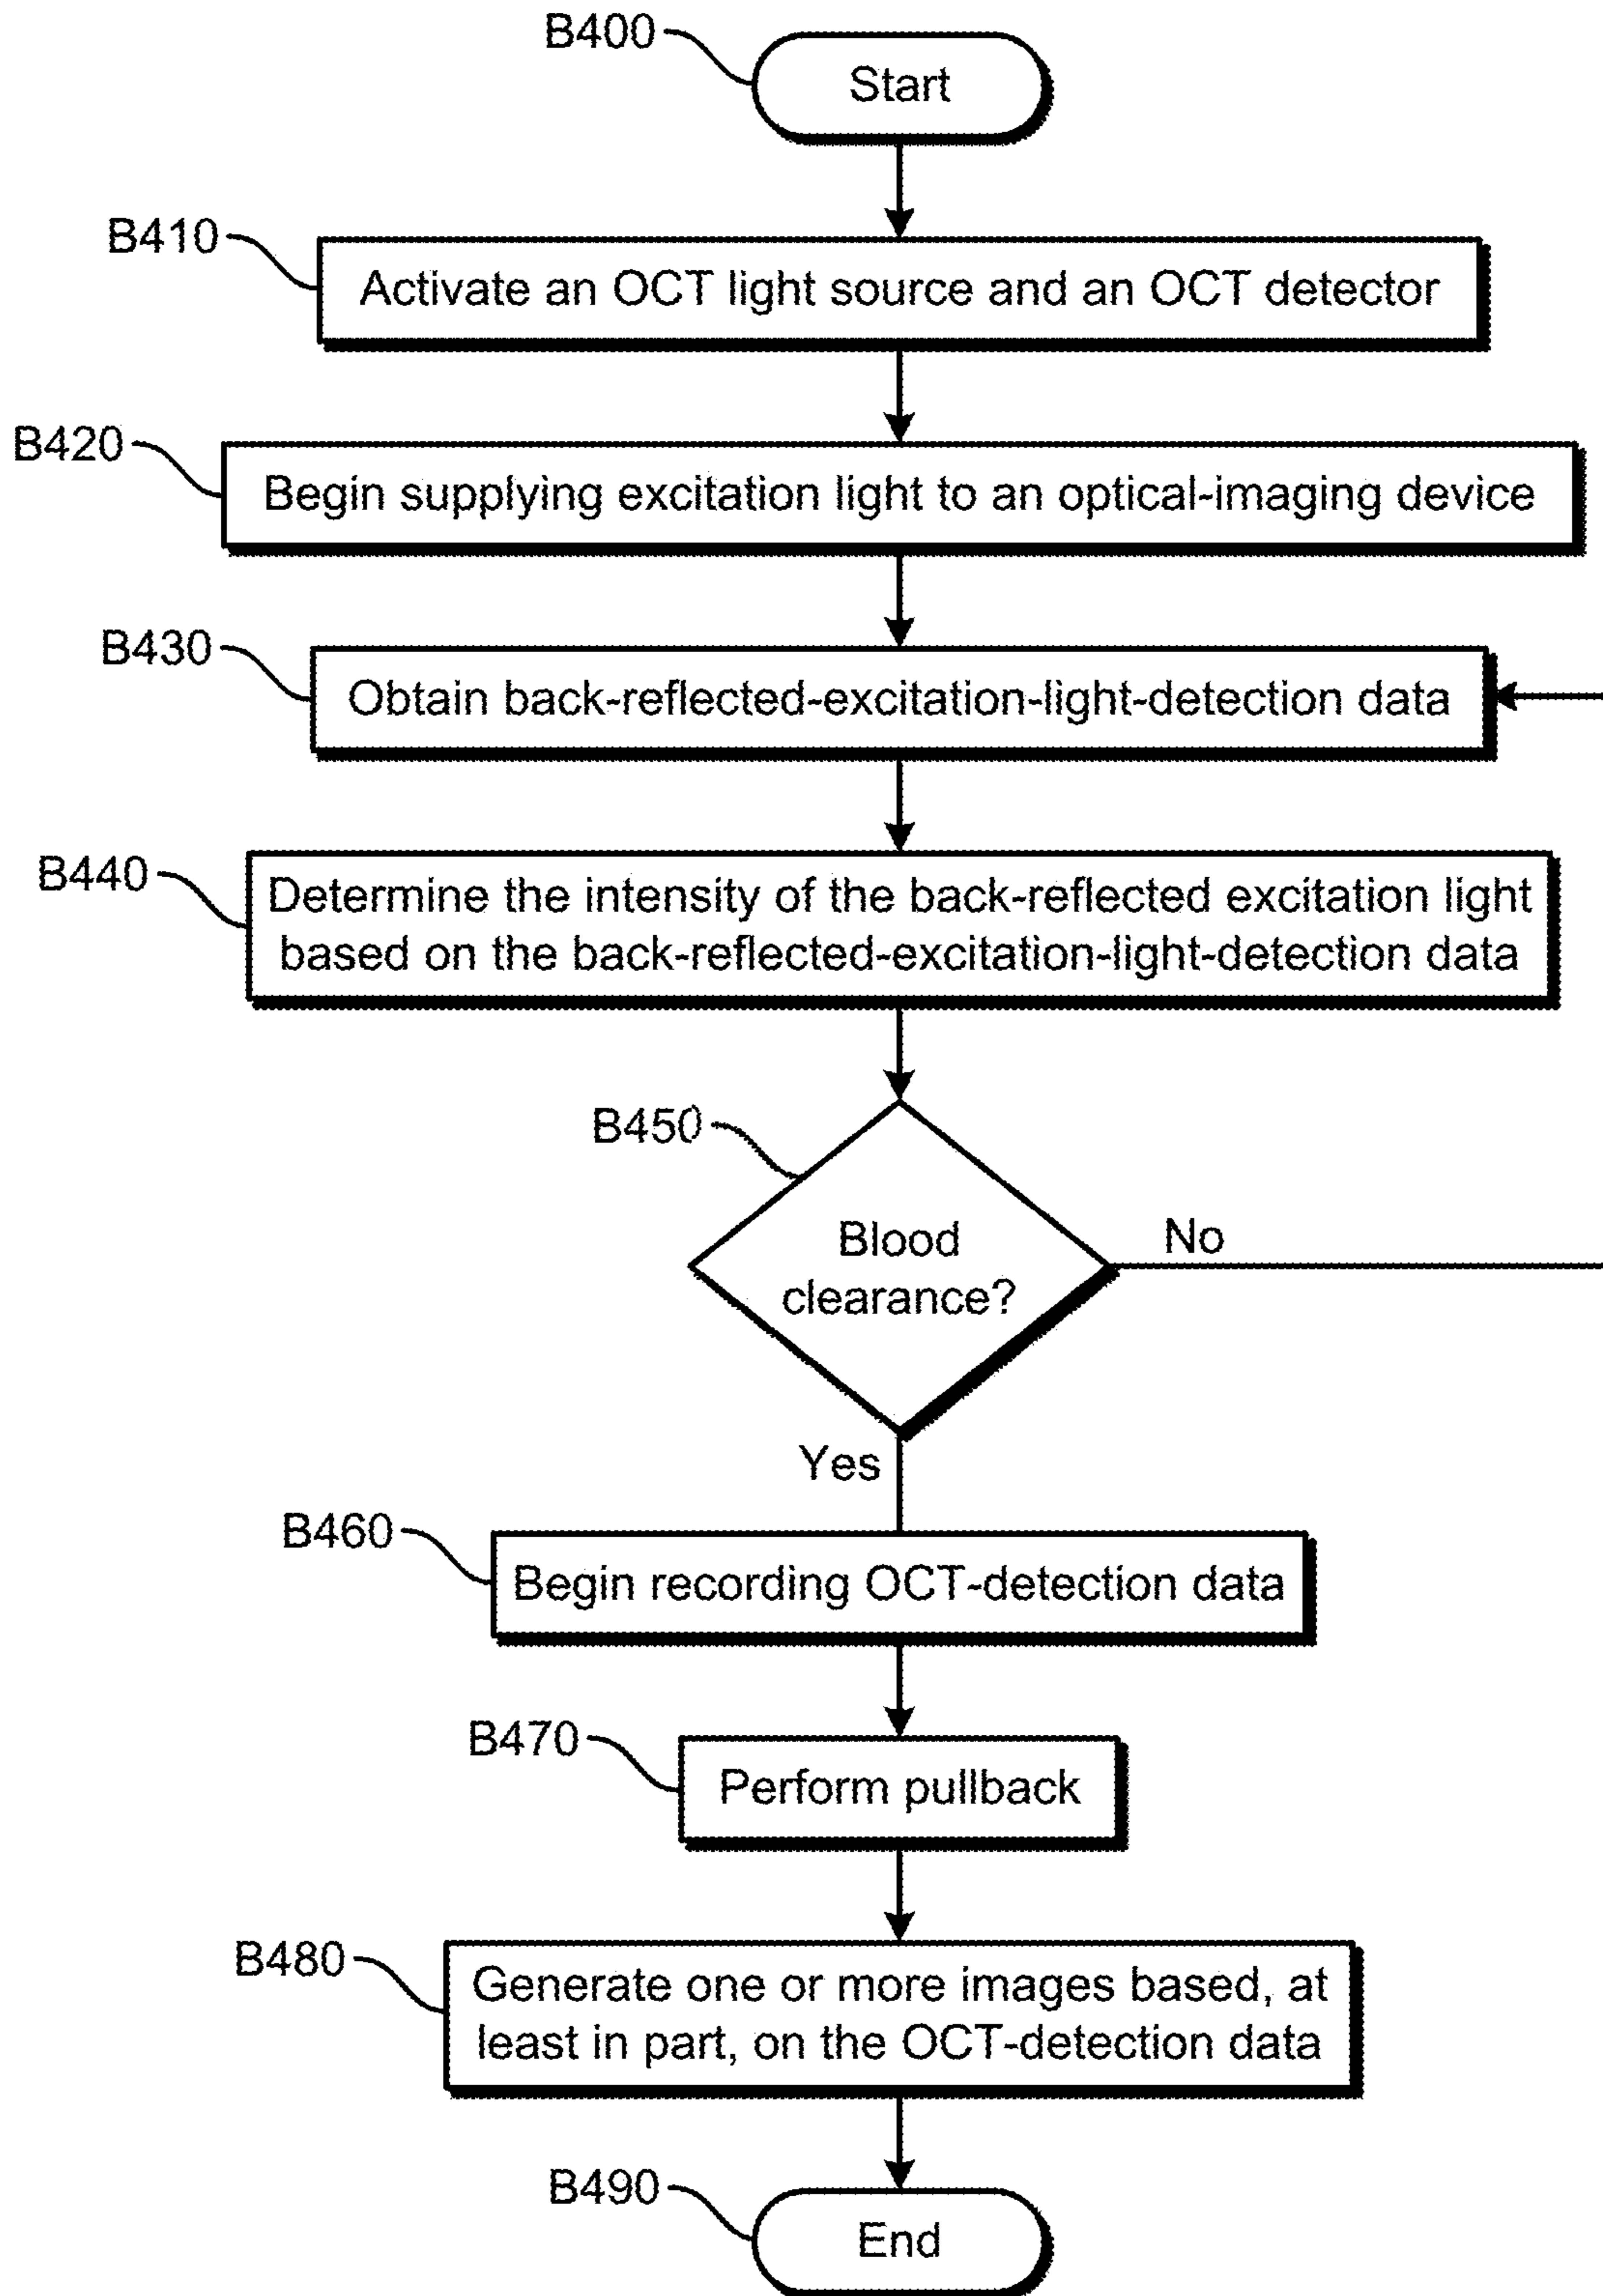 B400
Start
B410
Activate an OCT light source and an OCT detector
B420
Begin supplying excitation light to an optical-imaging device
B430
Obtain back-reflected-excitation-light-detection data
B440
Determine the intensity of the back-reflected excitation light
based on the back-reflected-excitation-light-detection data
B450
Blood
clearance?
No
Yes
B460
Begin recording OCT-detection data
B470
Perform pullback
B480
Generate one or more images based, at
least in part, on the OCT-detection data
B490
End